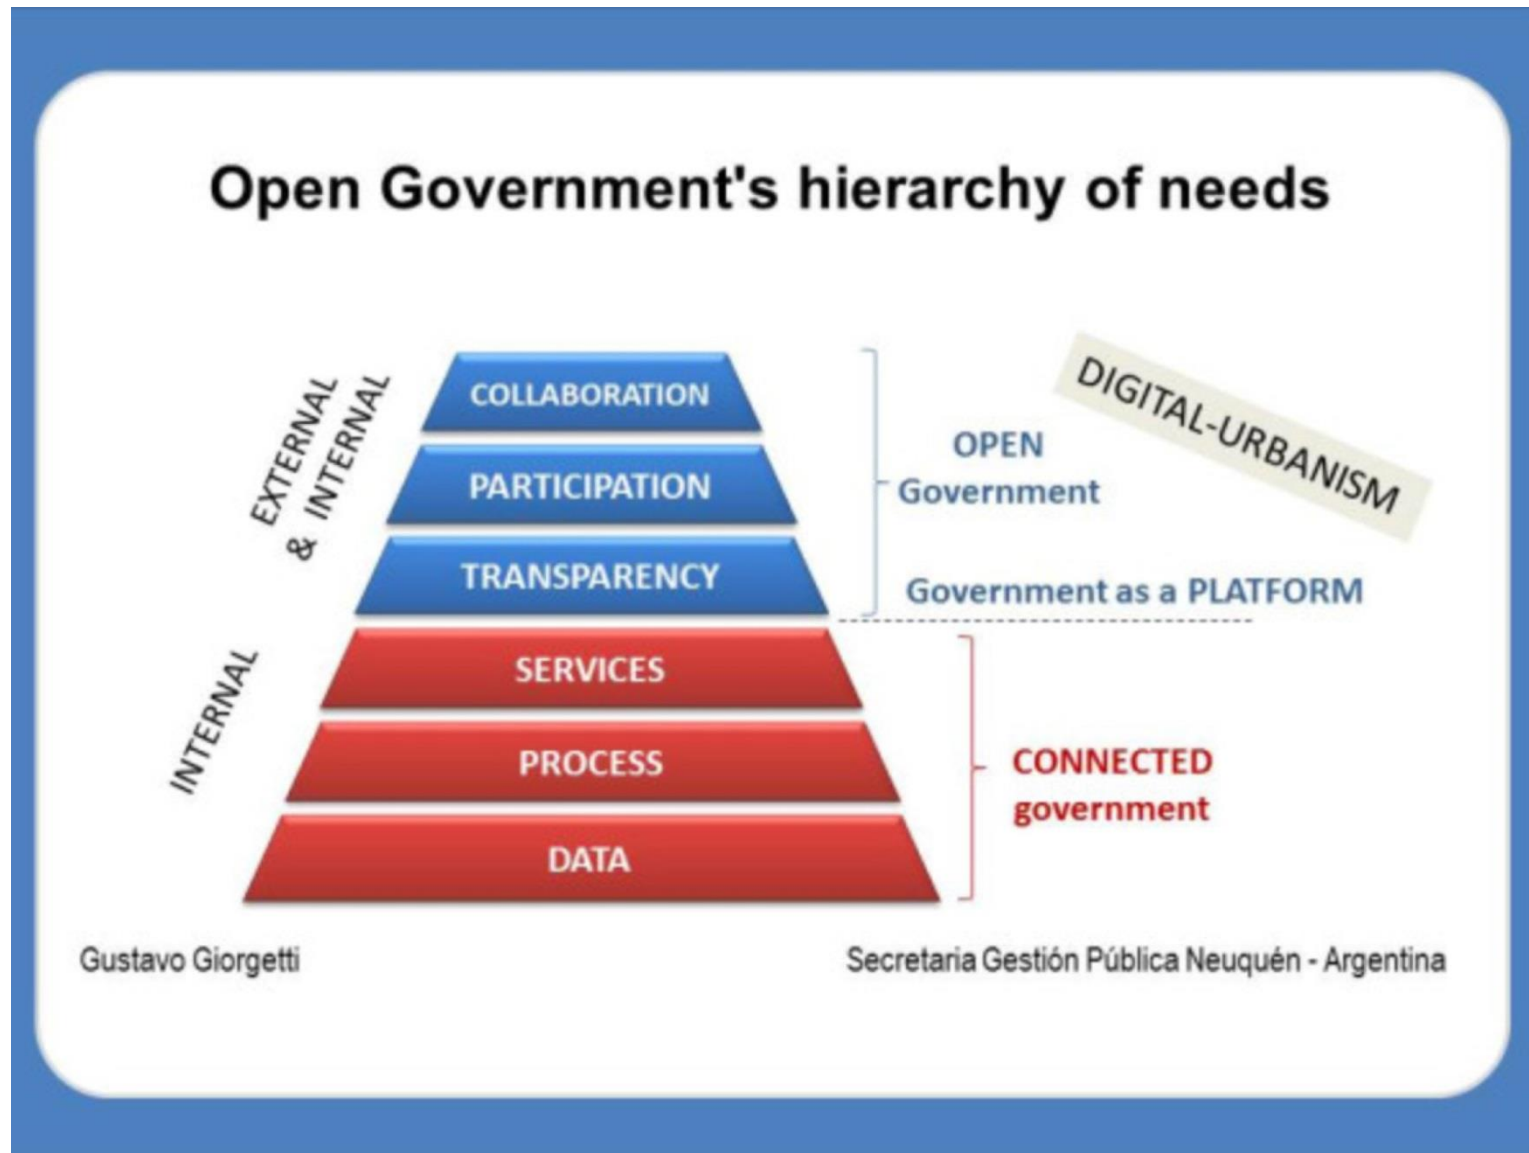 Open Government's hierarchy of needs
EXTERNAL
& INTERNAL
COLLABORATION
PARTICIPATION
TRANSPARENCY
OPEN
Government
DIGITAL-URBANISM
Government as a PLATFORM
INTERNAL
SERVICES
PROCESS
DATA
CONNECTED
government
Gustavo Giorgetti
Secretaria Gestión Pública Neuquén - Argentina